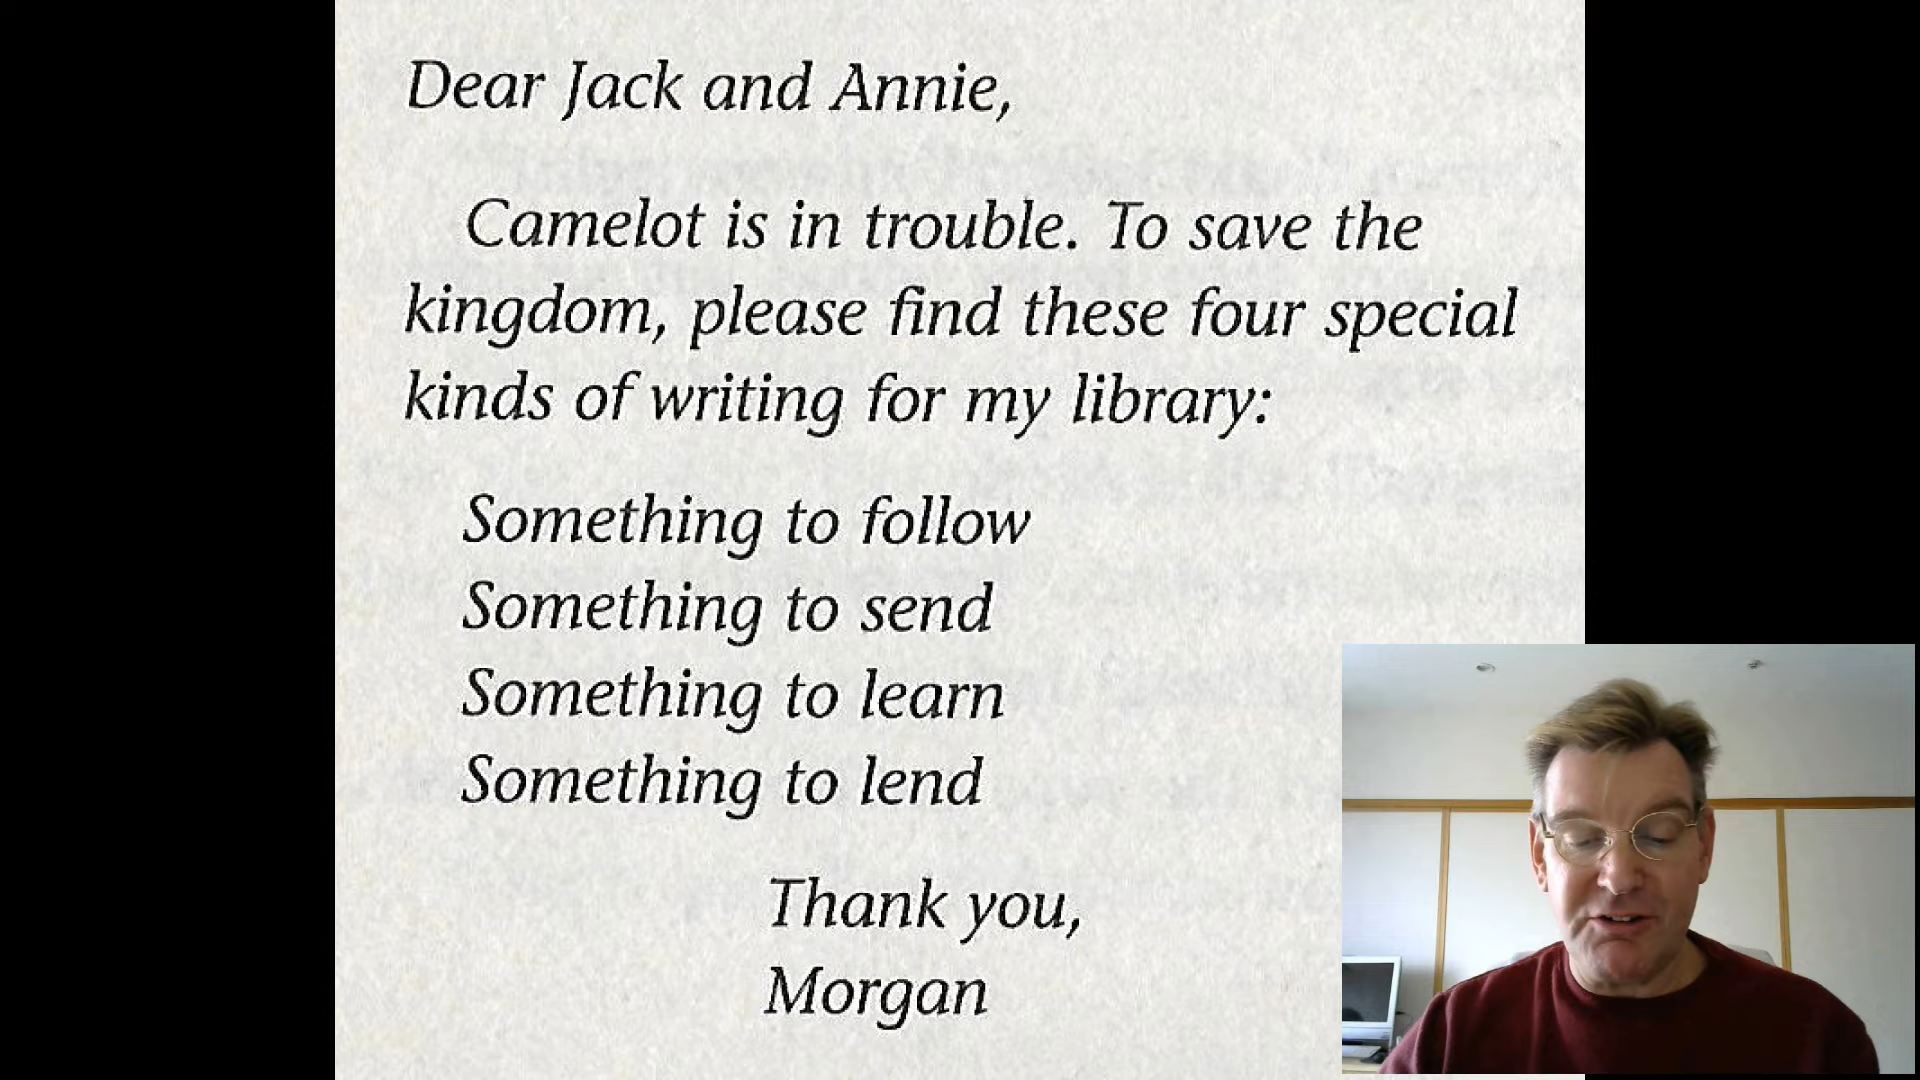 Dear Jack and Annie,
Camelot is in trouble. To save the
kingdom, please find these four special
kinds of writing for my library:
Something to follow
Something to send
Something to learn
Something to lend
Thank you,
Morgan